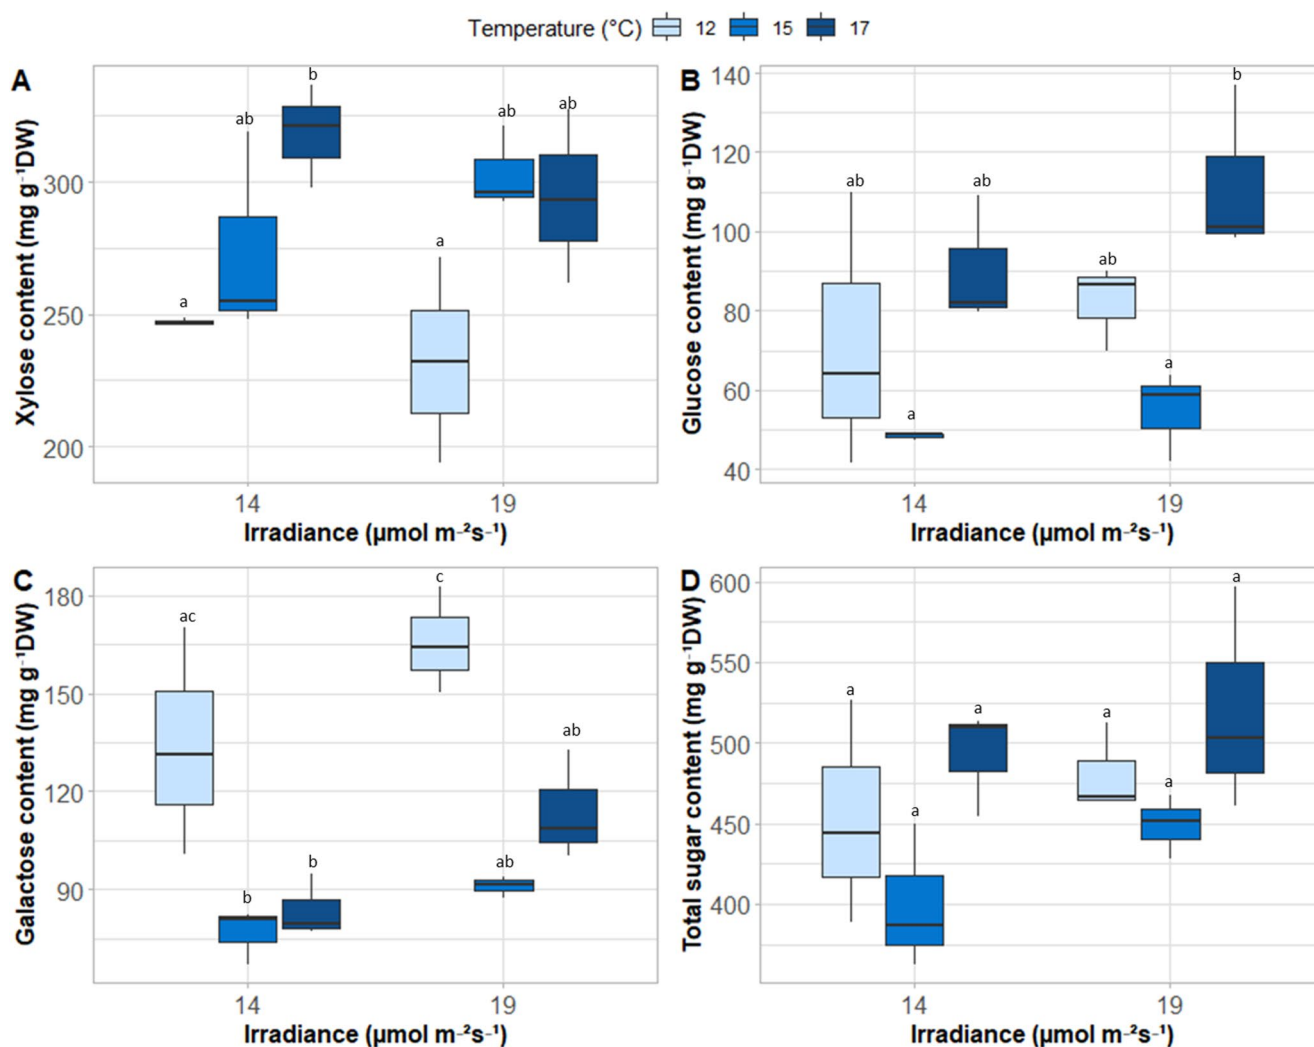 Temperature (°C) 12 15 17
A
Xylose content (mg g⁻¹DW)
300
250
200
a
ab
b
a
ab
ab
14 19
Irradiance (µmol m⁻²s⁻¹)
B
Glucose content (mg g⁻¹DW)
140
120
100
80
60
40
ab
a
ab
ab
a
b
14 19
Irradiance (µmol m⁻²s⁻¹)
C
Galactose content (mg g⁻¹DW)
180
150
120
90
ac
b
b
c
ab
ab
14 19
Irradiance (µmol m⁻²s⁻¹)
D
Total sugar content (mg g⁻¹DW)
600
550
500
450
400
a
a
a
a
a
a
14 19
Irradiance (µmol m⁻²s⁻¹)